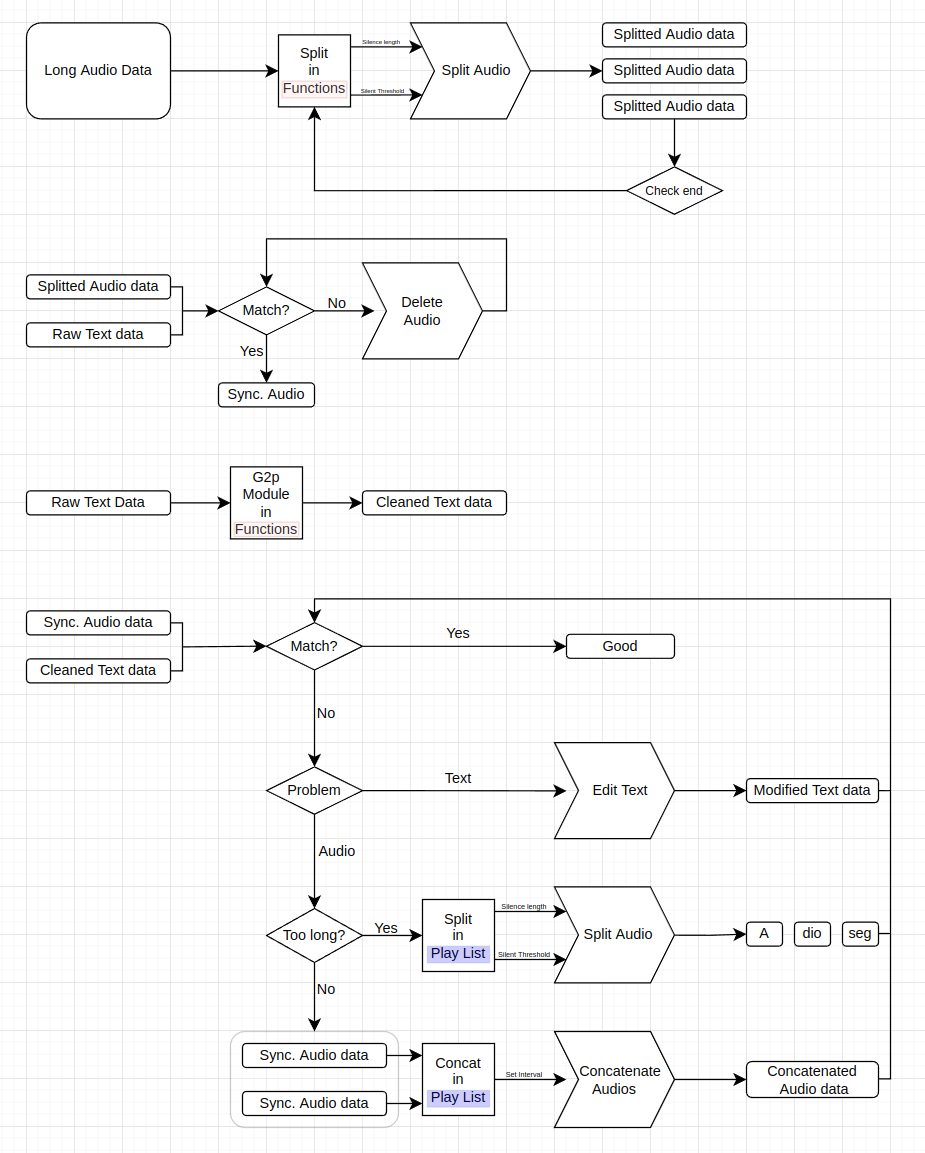 Long Audio Data
Split
in
Functions
Silence length
Silent Threshold
Split Audio
Splitted Audio data
Splitted Audio data
Splitted Audio data
Check end
Splitted Audio data
Raw Text data
Match?
No
Delete
Audio
Yes
Sync. Audio
Raw Text Data
G2p
Module
in
Functions
Cleaned Text data
Sync. Audio data
Cleaned Text data
Match?
Yes
Good
No
Problem
Text
Edit Text
Modified Text data
Audio
Too long?
Yes
Split
in
Play List
Silence length
Silent Threshold
Split Audio
A
dio
seg
No
Sync. Audio data
Sync. Audio data
Concat
in
Play List
Set Interval
Concatenate
Audios
Concatenated
Audio data